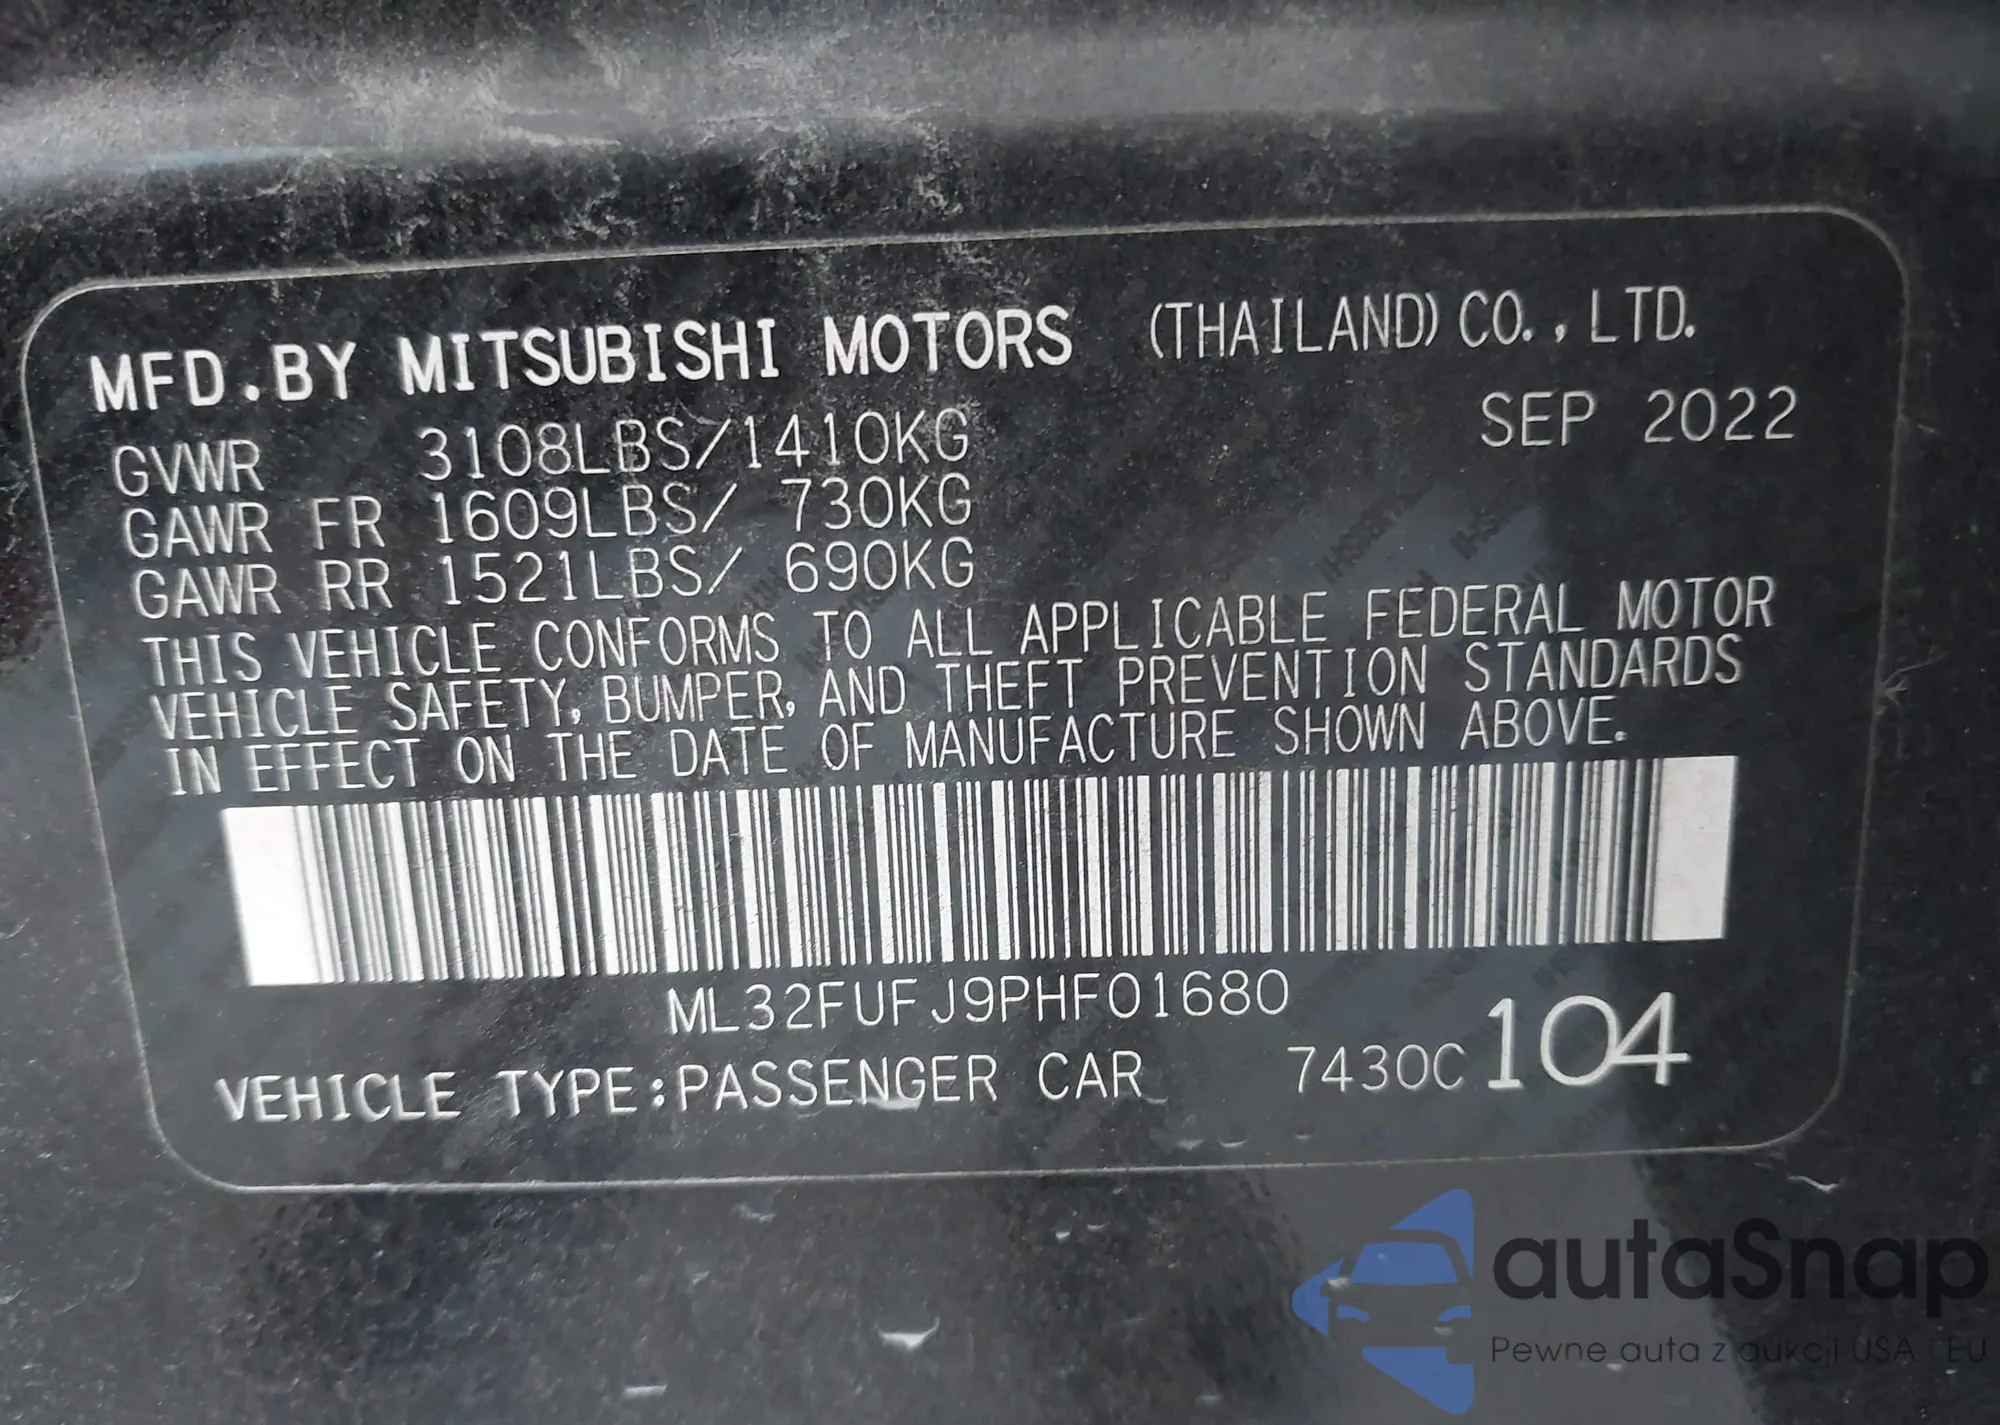 MFD.BY MITSUBISHI MOTORS (THAILAND) CO., LTD.
SEP 2022
GVWR 3108LBS/1410KG
GAWR FR 1609LBS/ 730KG
GAWR RR 1521LBS/ 690KG
THIS VEHICLE CONFORMS TO ALL APPLICABLE FEDERAL MOTOR
VEHICLE SAFETY, BUMPER, AND THEFT PREVENTION STANDARDS
IN EFFECT ON THE DATE OF MANUFACTURE SHOWN ABOVE.
ML32FUFJ9PHF01680
VEHICLE TYPE:PASSENGER CAR 7430C 104
autaSnap
Pewne auta z aukcji USA i EU